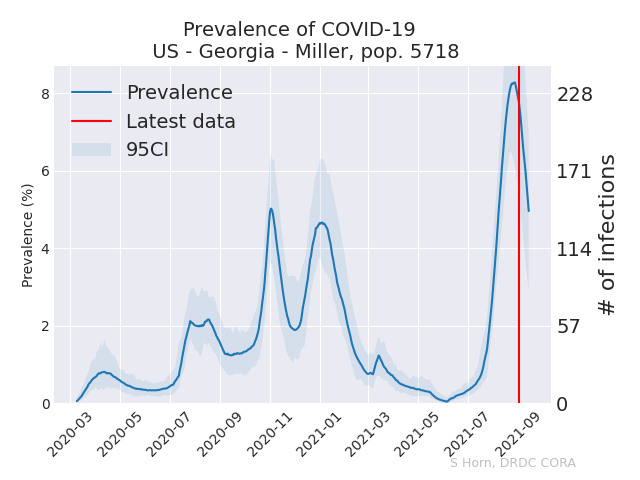 Prevalence of COVID-19
US - Georgia - Miller, pop. 5718
Prevalence
Latest data
95CI
Prevalence (%)
8
6
4
2
0
228
171
114
57
0
# of infections
2020-03
2020-05
2020-07
2020-09
2020-11
2021-01
2021-03
2021-05
2021-07
2021-09
S Horn, DRDC CORA